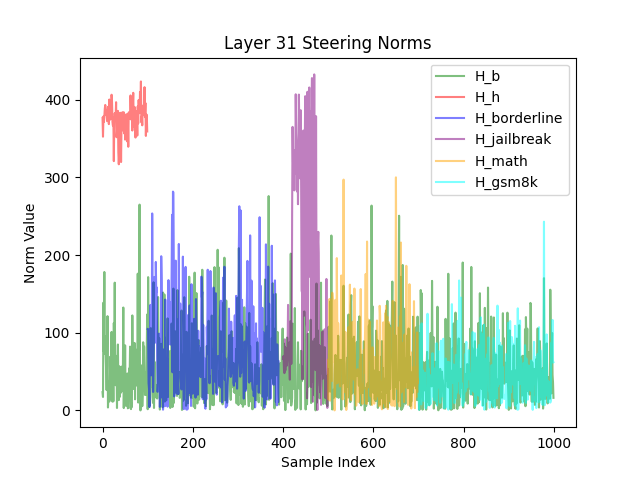 Layer 31 Steering Norms
H_b
H_h
H_borderline
H_jailbreak
H_math
H_gsm8k
Norm Value
400
300
200
100
0
0
200
400
600
800
1000
Sample Index